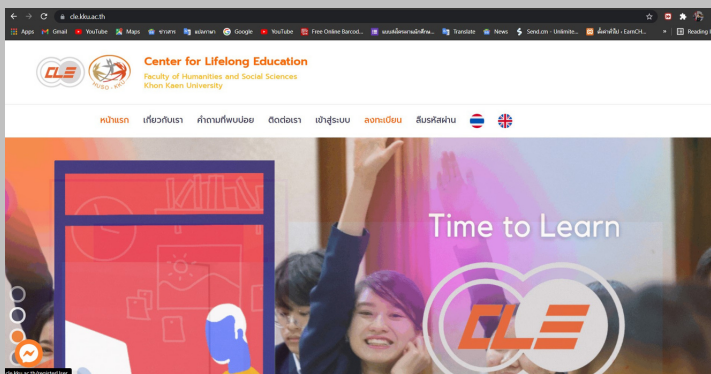 cle.kku.ac.th
Apps Gmail YouTube Maps ข่าวสาร แปลภาษา Google YouTube Free Online Barcod... Translate News Send.cm - Unlimite... » Reading
CLE
HUSO - KKU
Center for Lifelong Education
Faculty of Humanities and Social Sciences
Khon Kaen University
หน้าแรก เกี่ยวกับเรา คำถามที่พบบ่อย ติดต่อเรา เข้าสู่ระบบ ลงทะเบียน ลืมรหัสผ่าน
Time to Learn
CLE